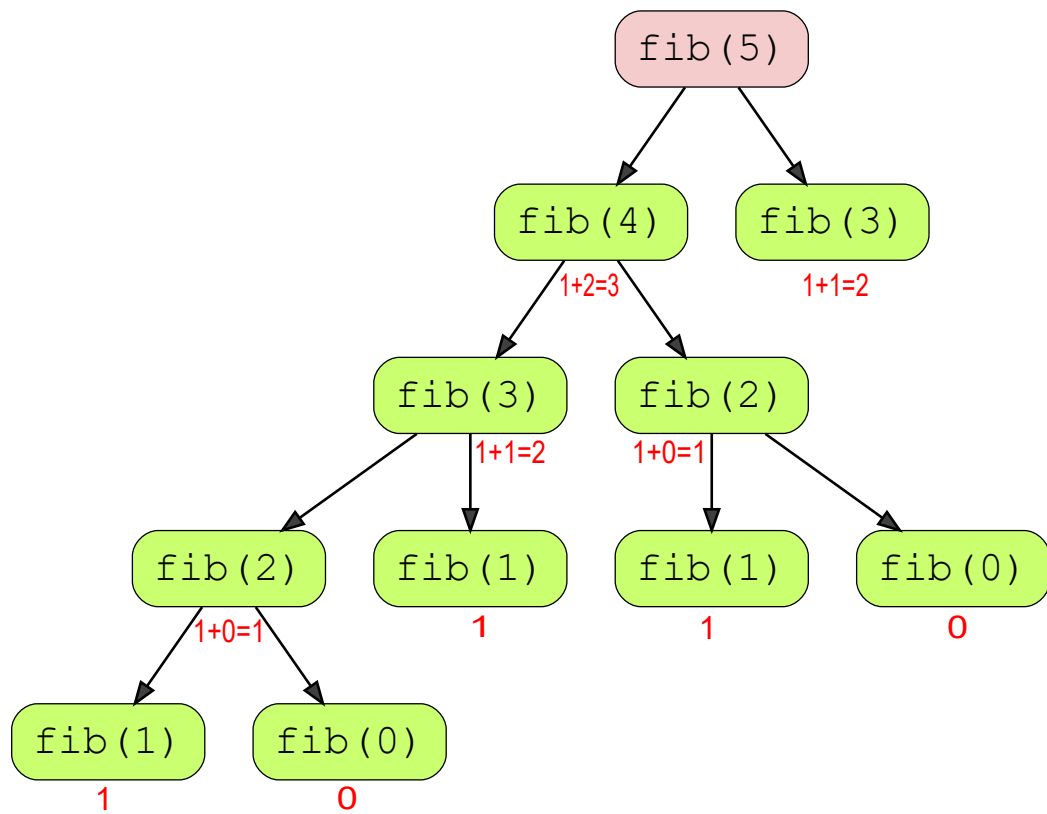 fib(5)
fib(4)
fib(3)
1+2=3
1+1=2
fib(3)
fib(2)
1+1=2
1+0=1
fib(2)
fib(1)
fib(1)
fib(0)
1+0=1
1
1
0
fib(1)
fib(0)
1
0